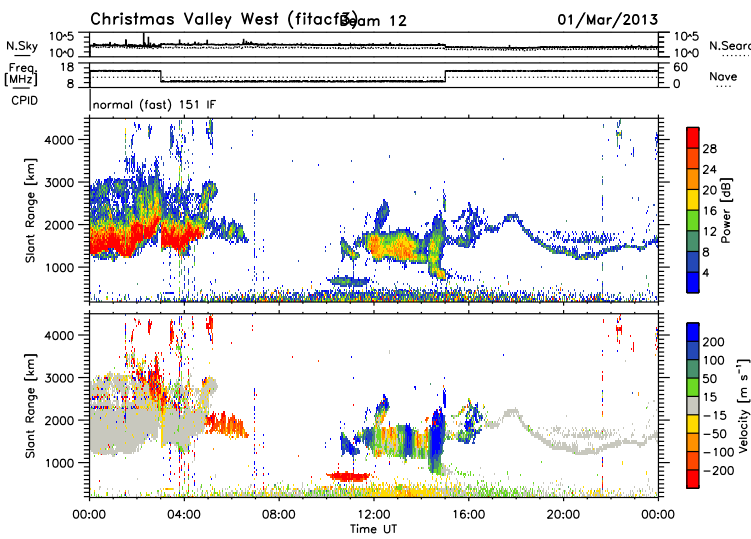 Christmas Valley West (fitacf3) Beam 12 01/Mar/2013
N.Sky 10^5 10^0 10^5 10^0 N.Searc
Freq. [MHz] 18 8 60 0 Nave
CPID normal (fast) 151 IF
Slant Range [km] 4000 3000 2000 1000
Power [dB] 28 24 20 16 12 8 4
Slant Range [km] 4000 3000 2000 1000
Velocity [m s⁻¹] 200 100 50 15 -15 -50 -100 -200
00:00 04:00 08:00 12:00 16:00 20:00 00:00
Time UT